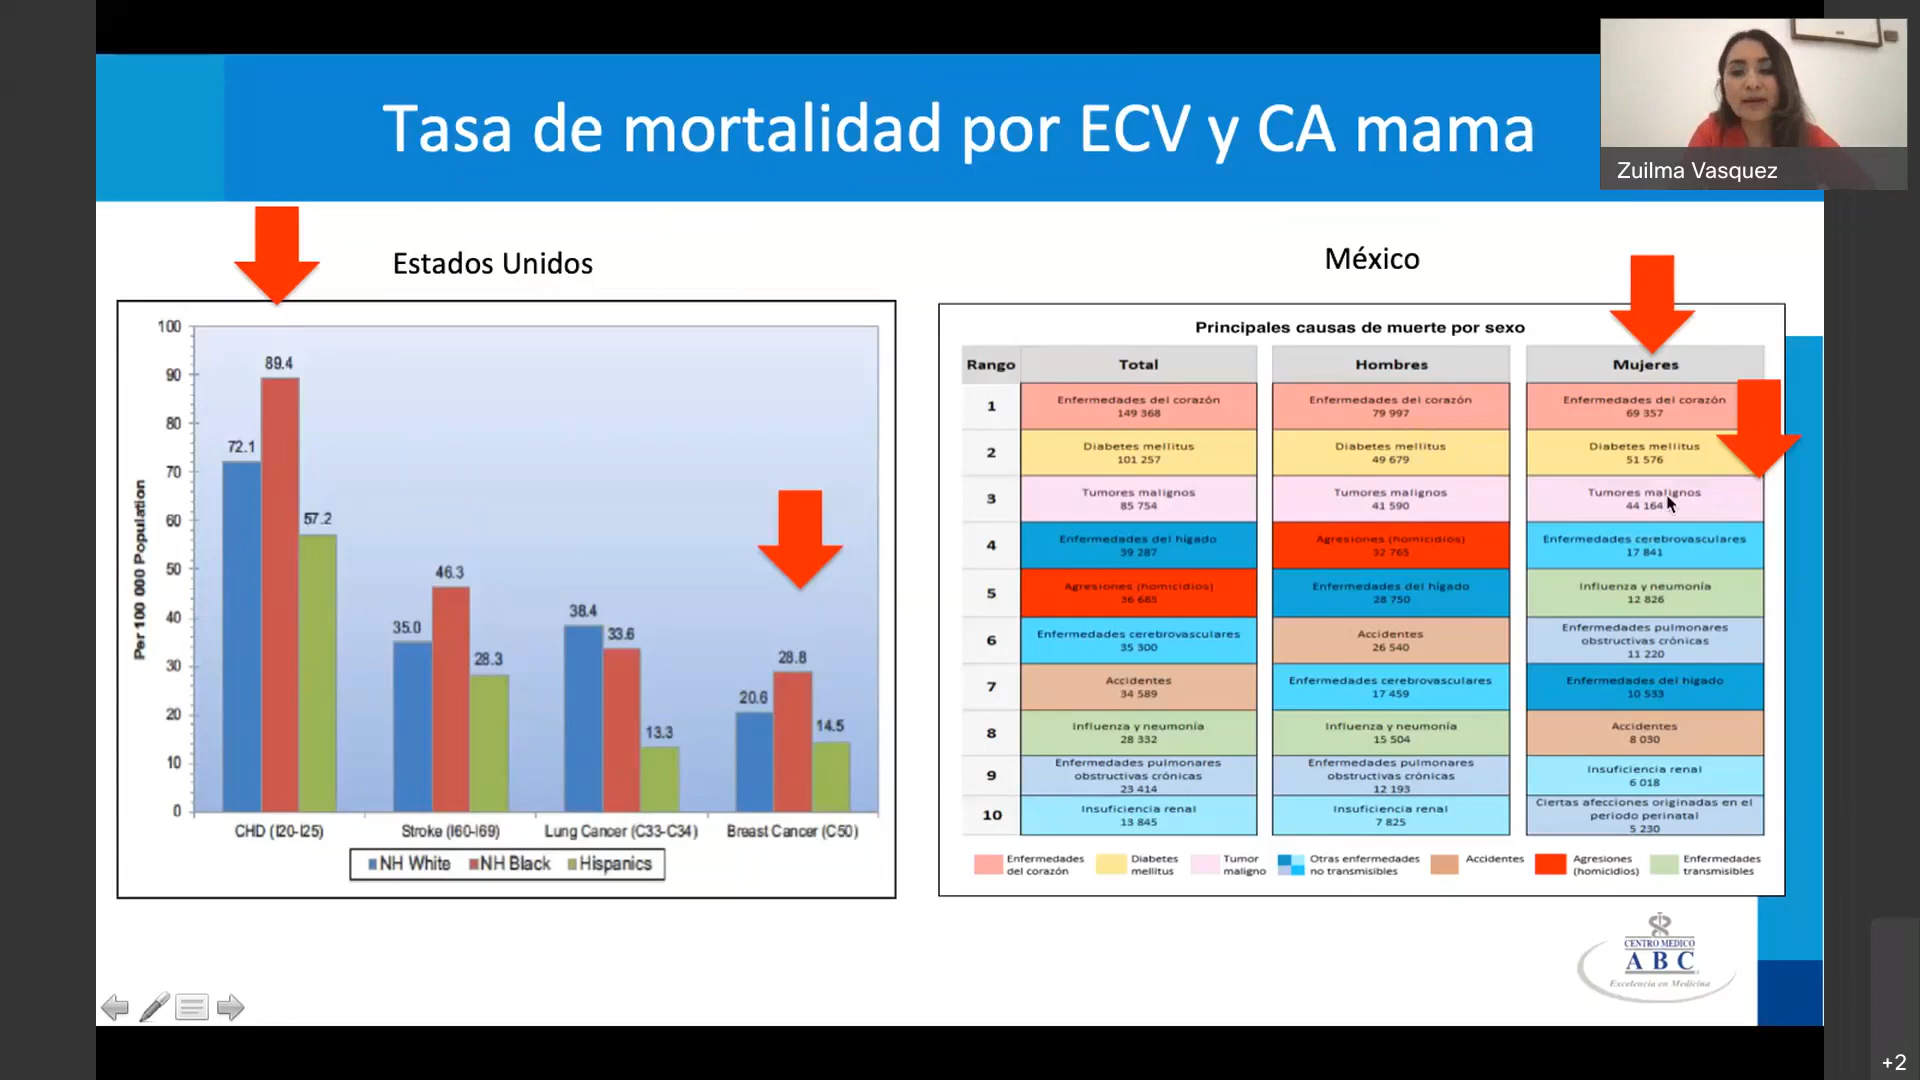 Tasa de mortalidad por ECV y CA mama
Zuilma Vasquez
Estados Unidos
100
90
80
70
60
50
40
30
20
10
0
Per 100 000 Population
72.1
89.4
57.2
35.0
46.3
28.3
38.4
33.6
13.3
20.6
28.8
14.5
CHD (I20-I25)
Stroke (I60-I69)
Lung Cancer (C33-C34)
Breast Cancer (C50)
NH White
NH Black
Hispanics
México
Principales causas de muerte por sexo
Rango Total Hombres Mujeres
1
Enfermedades del corazón
149 368
Enfermedades del corazón
79 997
Enfermedades del corazón
69 357
2
Diabetes mellitus
101 257
Diabetes mellitus
49 679
Diabetes mellitus
51 576
3
Tumores malignos
85 754
Tumores malignos
41 590
Tumores malignos
44 164
4
Enfermedades del hígado
39 287
Agresiones (homicidios)
32 765
Enfermedades cerebrovasculares
17 841
5
Agresiones (homicidios)
36 685
Enfermedades del hígado
28 750
Influenza y neumonía
12 826
6
Enfermedades cerebrovasculares
35 300
Accidentes
26 540
Enfermedades pulmonares
obstructivas crónicas
11 220
7
Accidentes
34 589
Enfermedades cerebrovasculares
17 459
Enfermedades del hígado
10 533
8
Influenza y neumonía
28 332
Influenza y neumonía
15 504
Accidentes
8 030
9
Enfermedades pulmonares
obstructivas crónicas
23 414
Enfermedades pulmonares
obstructivas crónicas
12 193
Insuficiencia renal
6 018
10
Insuficiencia renal
13 845
Insuficiencia renal
7 825
Ciertas afecciones originadas en el
periodo perinatal
5 230
Enfermedades
del corazón
Diabetes
mellitus
Tumor
maligno
Otras enfermedades
no transmisibles
Accidentes
Agresiones
(homicidios)
Enfermedades
transmisibles
CENTRO MEDICO
ABC
Excelencia en Medicina
+2